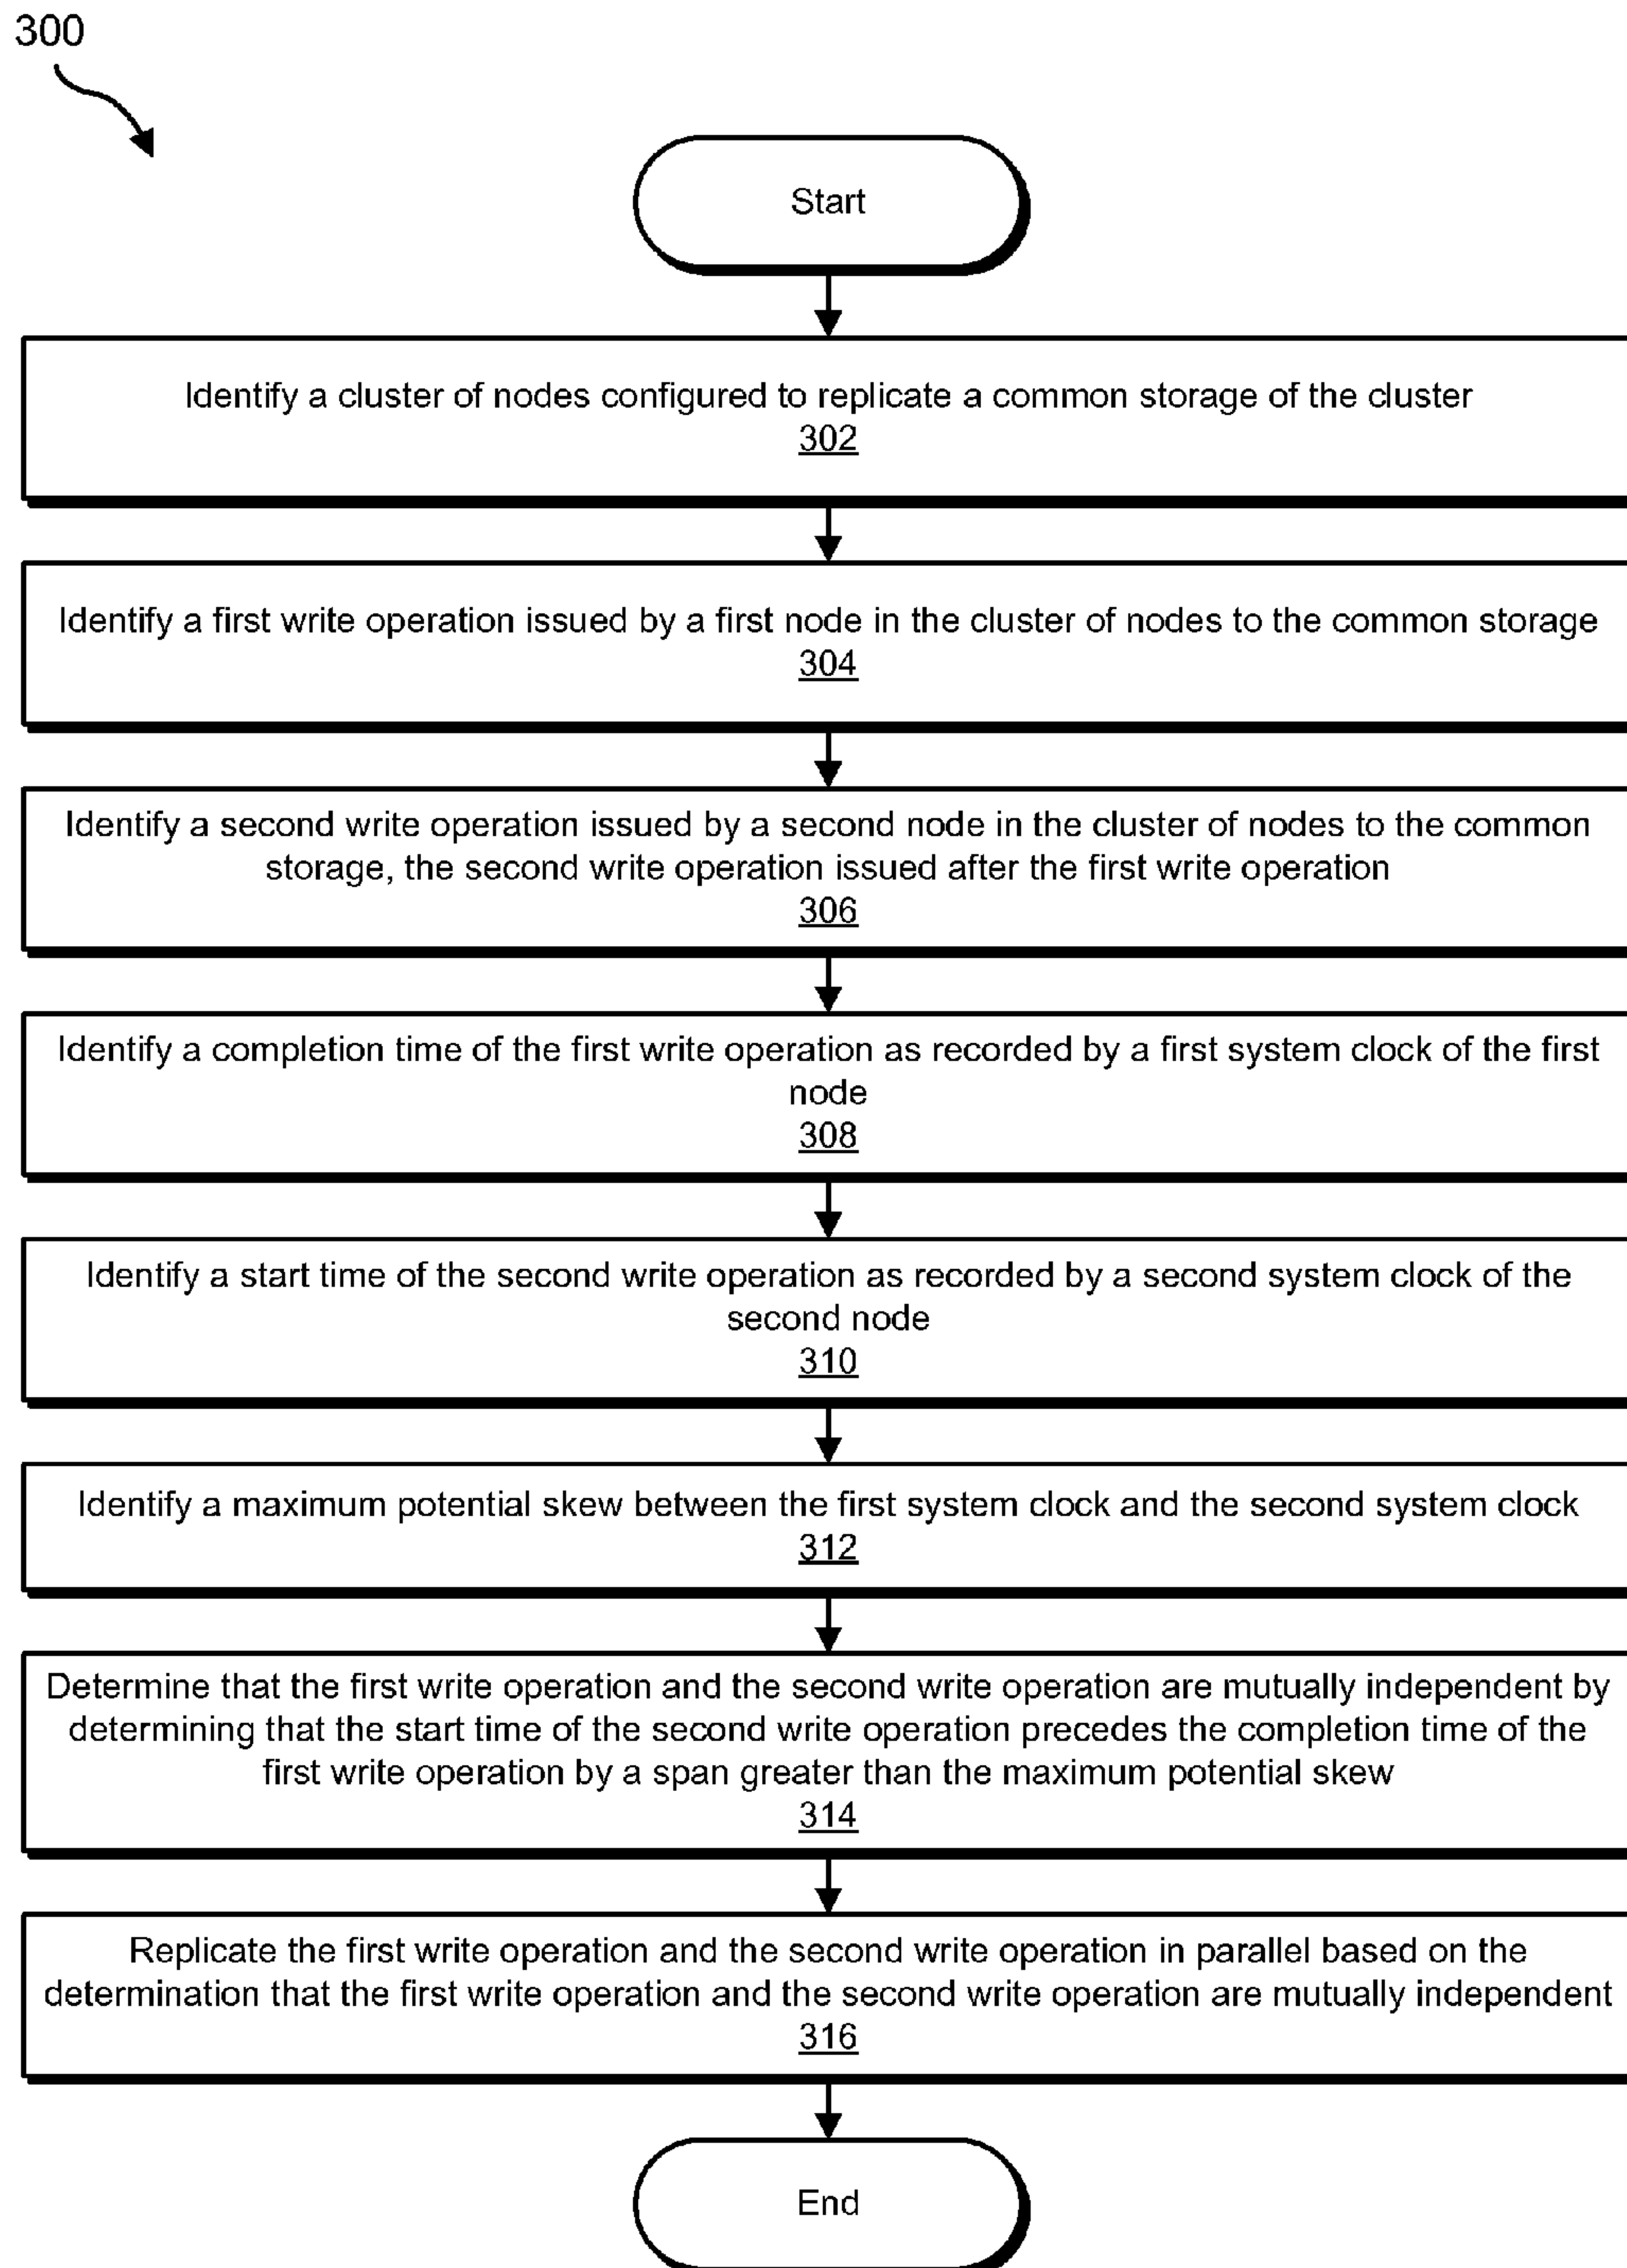 300
Start
Identify a cluster of nodes configured to replicate a common storage of the cluster
302
Identify a first write operation issued by a first node in the cluster of nodes to the common storage
304
Identify a second write operation issued by a second node in the cluster of nodes to the common
storage, the second write operation issued after the first write operation
306
Identify a completion time of the first write operation as recorded by a first system clock of the first
node
308
Identify a start time of the second write operation as recorded by a second system clock of the
second node
310
Identify a maximum potential skew between the first system clock and the second system clock
312
Determine that the first write operation and the second write operation are mutually independent by
determining that the start time of the second write operation precedes the completion time of the
first write operation by a span greater than the maximum potential skew
314
Replicate the first write operation and the second write operation in parallel based on the
determination that the first write operation and the second write operation are mutually independent
316
End